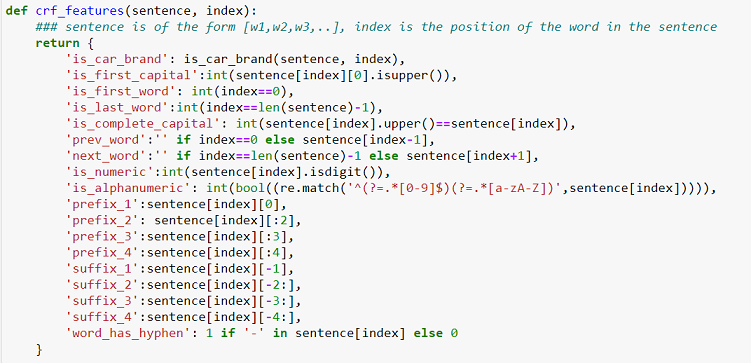 def crf_features(sentence, index):
    ### sentence is of the form [w1,w2,w3,..], index is the position of the word in the sentence
    return {
        'is_car_brand': is_car_brand(sentence, index),
        'is_first_capital':int(sentence[index][0].isupper()),
        'is_first_word': int(index==0),
        'is_last_word':int(index==len(sentence)-1),
        'is_complete_capital': int(sentence[index].upper()==sentence[index]),
        'prev_word':'' if index==0 else sentence[index-1],
        'next_word':'' if index==len(sentence)-1 else sentence[index+1],
        'is_numeric':int(sentence[index].isdigit()),
        'is_alphanumeric': int(bool((re.match('^(?=.*[0-9]$)(?=.*[a-zA-Z])',sentence[index])))),
        'prefix_1':sentence[index][0],
        'prefix_2': sentence[index][:2],
        'prefix_3':sentence[index][:3],
        'prefix_4':sentence[index][:4],
        'suffix_1':sentence[index][-1],
        'suffix_2':sentence[index][-2:],
        'suffix_3':sentence[index][-3:],
        'suffix_4':sentence[index][-4:],
        'word_has_hyphen': 1 if '-' in sentence[index] else 0
    }